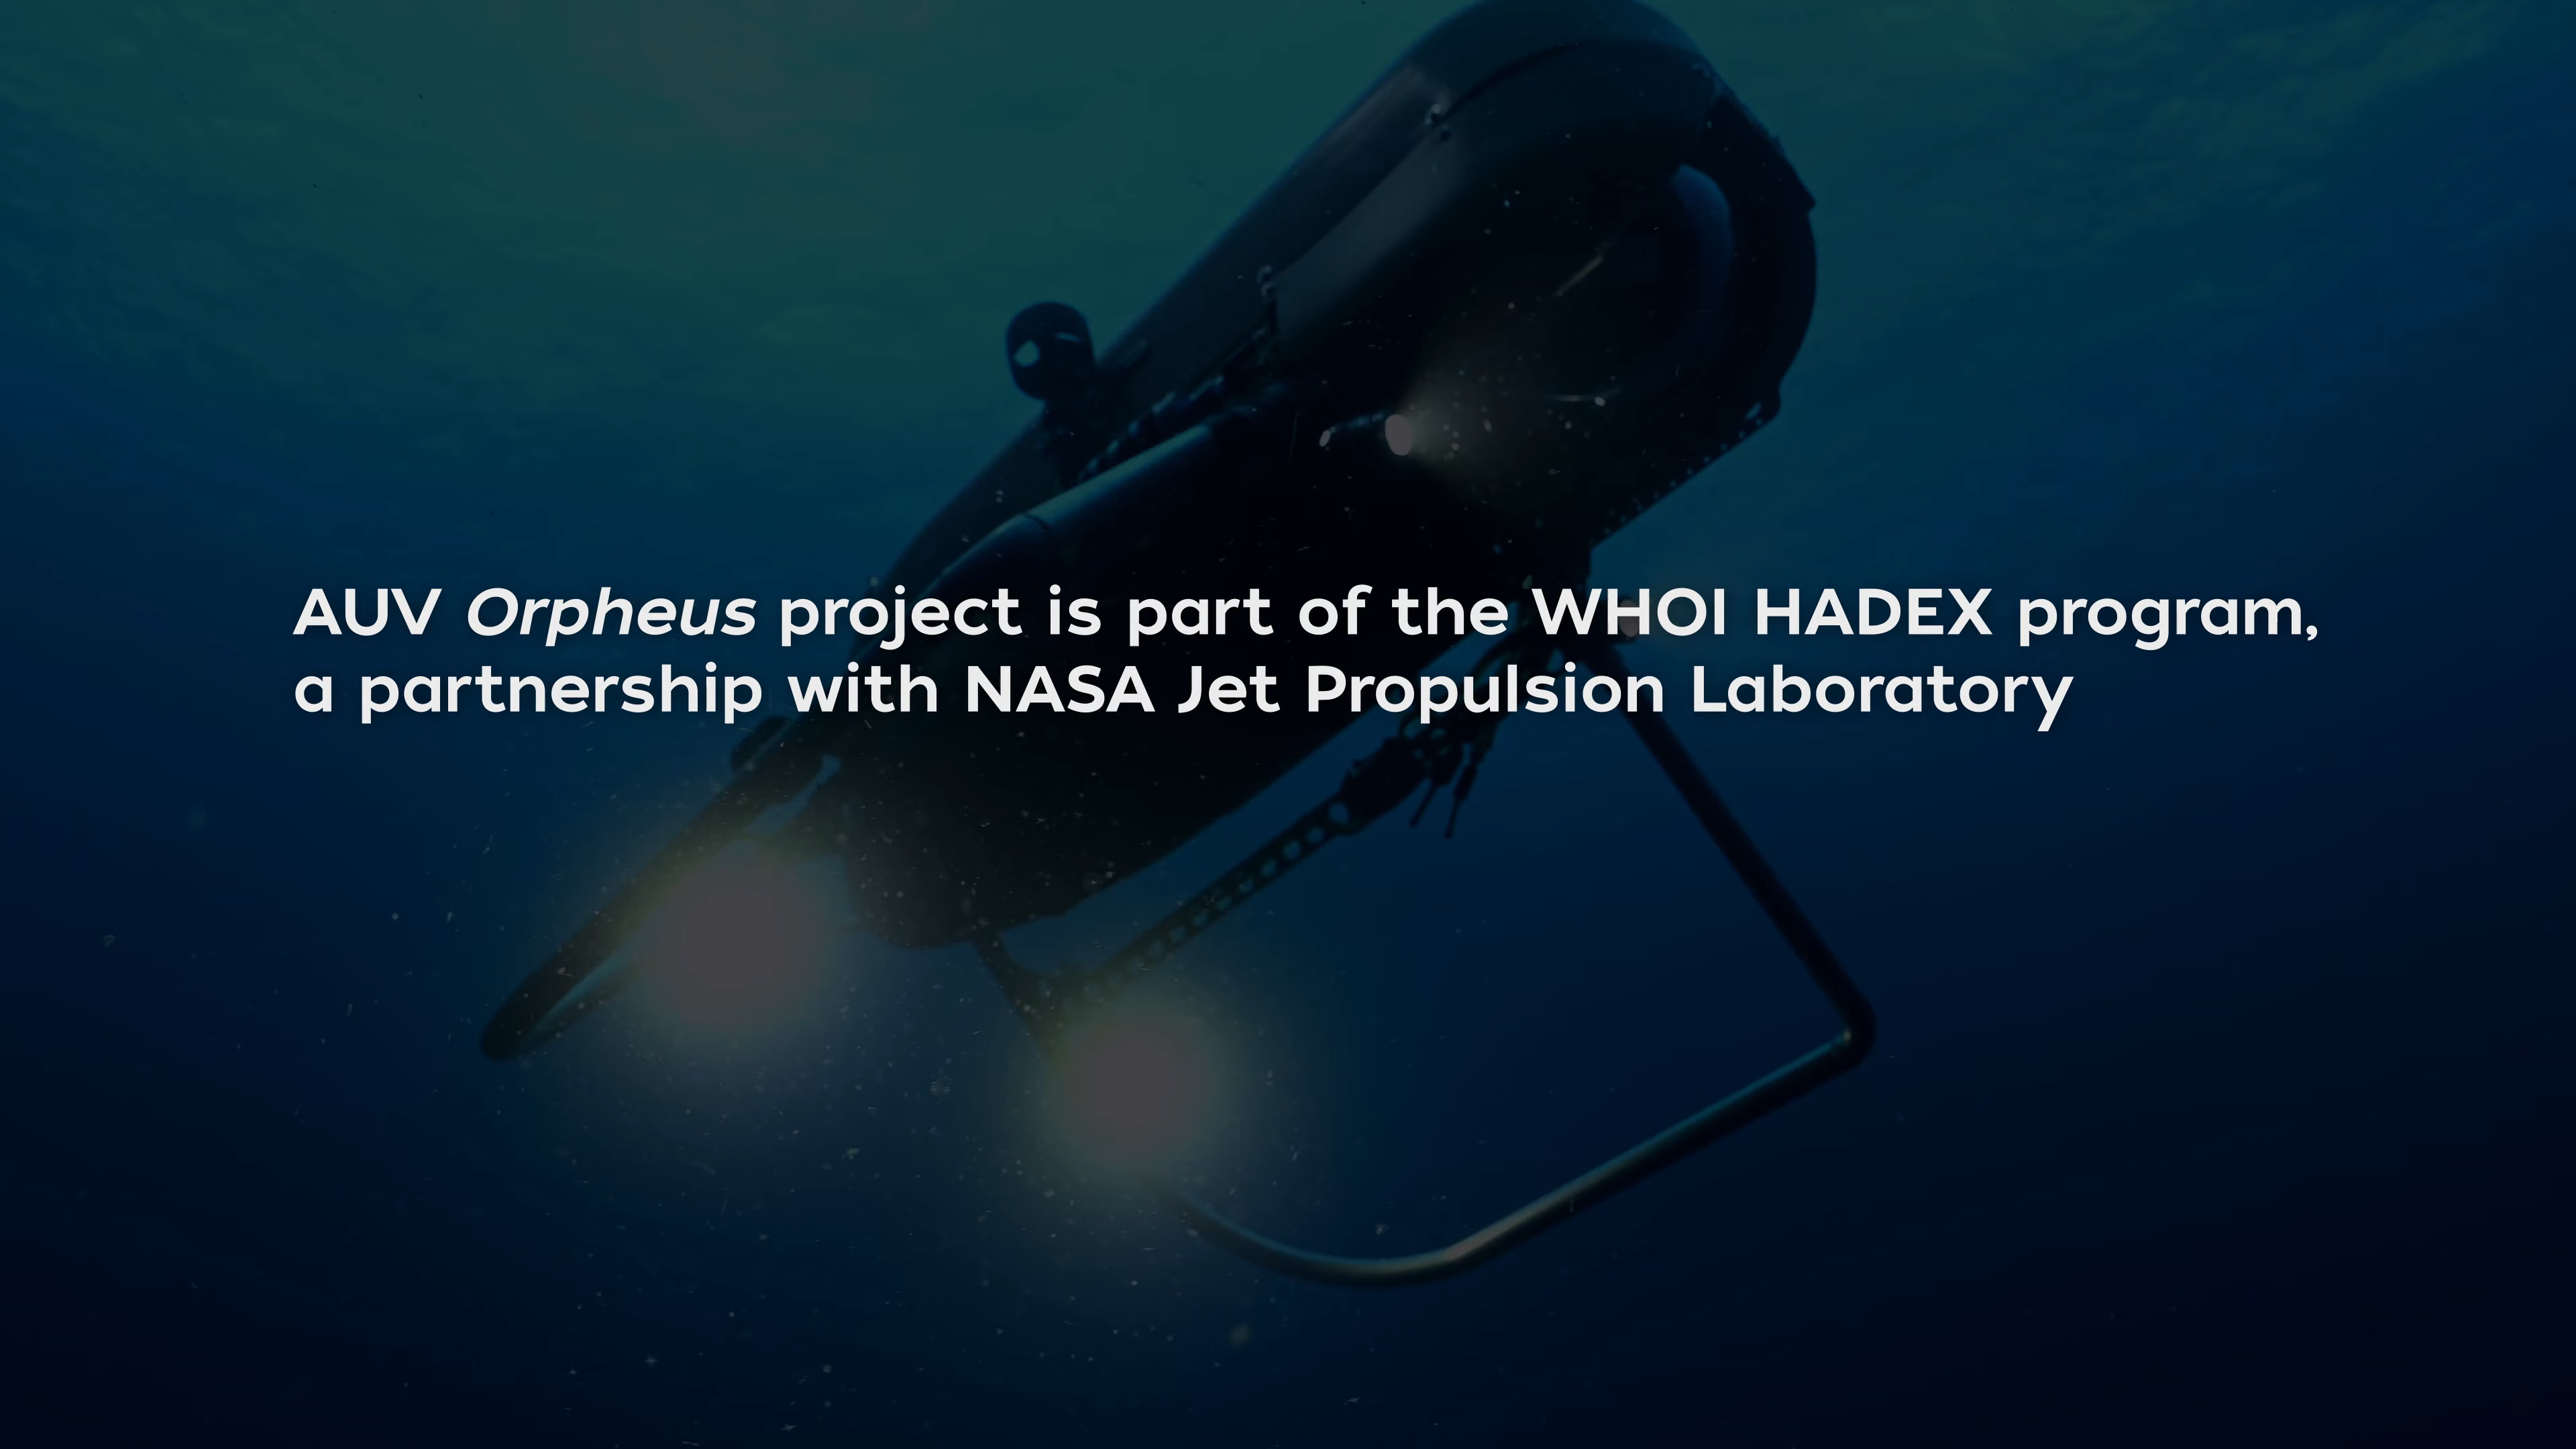 AUV Orpheus project is part of the WHOI HADEX program,
a partnership with NASA Jet Propulsion Laboratory